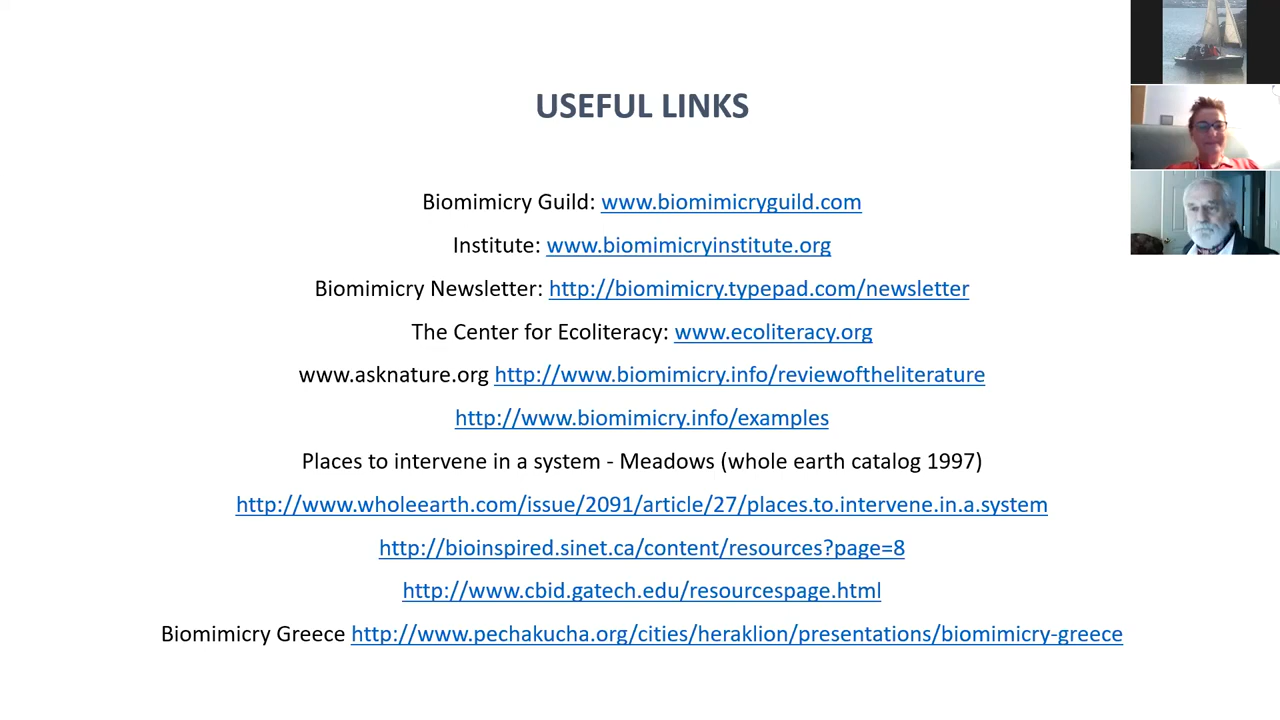 USEFUL LINKS
Biomimicry Guild: www.biomimicryguild.com
Institute: www.biomimicryinstitute.org
Biomimicry Newsletter: http://biomimicry.typepad.com/newsletter
The Center for Ecoliteracy: www.ecoliteracy.org
www.asknature.org http://www.biomimicry.info/reviewoftheliterature
http://www.biomimicry.info/examples
Places to intervene in a system - Meadows (whole earth catalog 1997)
http://www.wholeearth.com/issue/2091/article/27/places.to.intervene.in.a.system
http://bioinspired.sinet.ca/content/resources?page=8
http://www.cbid.gatech.edu/resourcespage.html
Biomimicry Greece http://www.pechakucha.org/cities/heraklion/presentations/biomimicry-greece